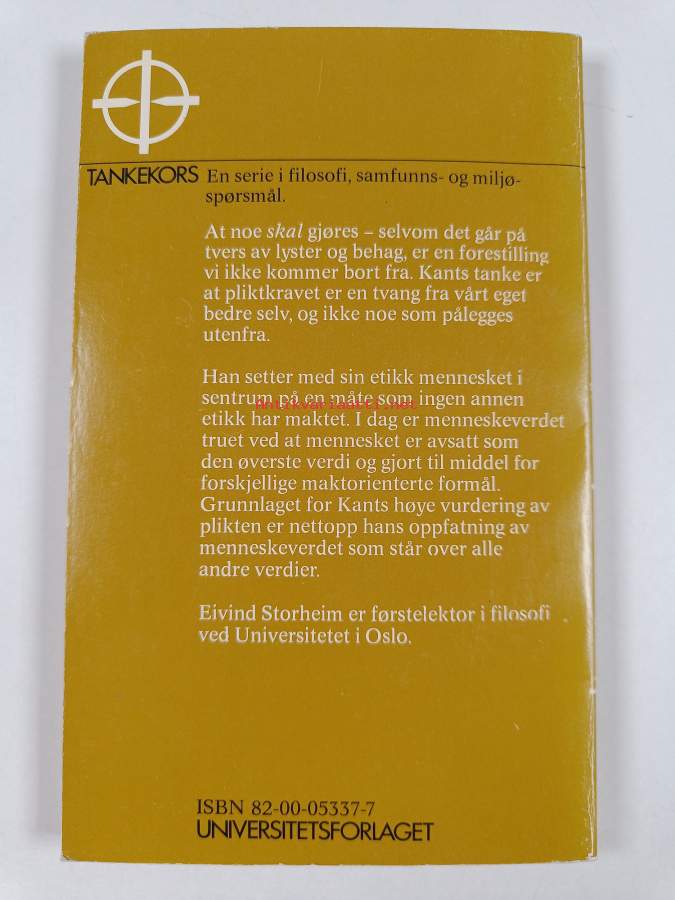 TANKEKORS En serie i filosofi, samfunns- og miljø-
spørsmål.
At noe skal gjøres – selvom det går på
tvers av lyster og behag, er en forestilling
vi ikke kommer bort fra. Kants tanke er
at pliktkravet er en tvang fra vårt eget
bedre selv, og ikke noe som pålegges
utenfra.
Han setter med sin etikk mennesket i
sentrum på en måte som ingen annen
Antikvariaatti.net
etikk har maktet. I dag er menneskeverdet
truet ved at mennesket er avsatt som
den øverste verdi og gjort til middel for
forskjellige maktorienterte formål.
Grunnlaget for Kants høye vurdering av
plikten er nettopp hans oppfatning av
menneskeverdet som står over alle
andre verdier.
Eivind Storheim er førstelektor i filosofi
ved Universitetet i Oslo.
ISBN 82-00-05337-7
UNIVERSITETSFORLAGET